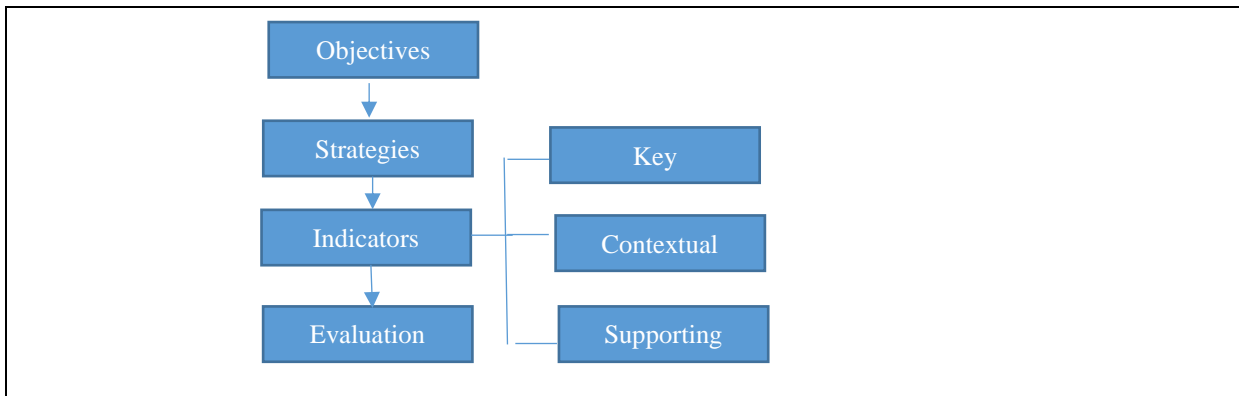 Objectives
Strategies
Key
Indicators
Contextual
Evaluation
Supporting